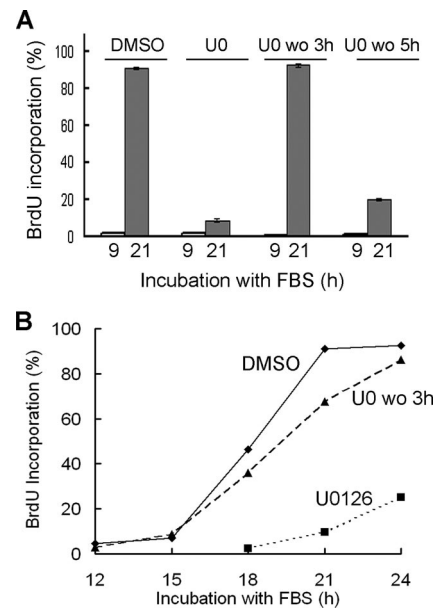 A
DMSO U0 U0 wo 3h U0 wo 5h
BrdU incorporation (%)
100
80
60
40
20
0
9 21 9 21 9 21 9 21
Incubation with FBS (h)
B
BrdU Incorporation (%)
100
80
60
40
20
0
DMSO
U0 wo 3h
U0126
12 15 18 21 24
Incubation with FBS (h)